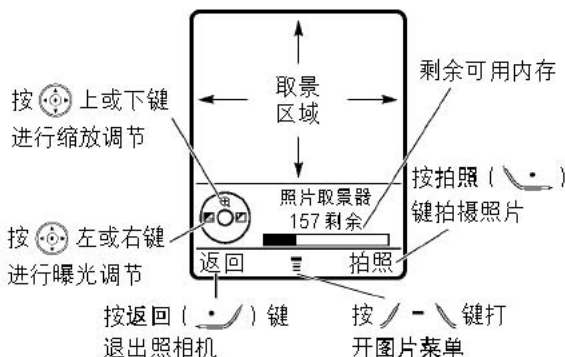 取景
区域
剩余可用内存
按 上或下键
进行缩放调节
照片取景器
157 剩余
按拍照 ( )
键拍摄照片
按 左或右键
进行曝光调节
返回
拍照
按返回 ( ) 键
退出照相机
按 - 键打
开图片菜单